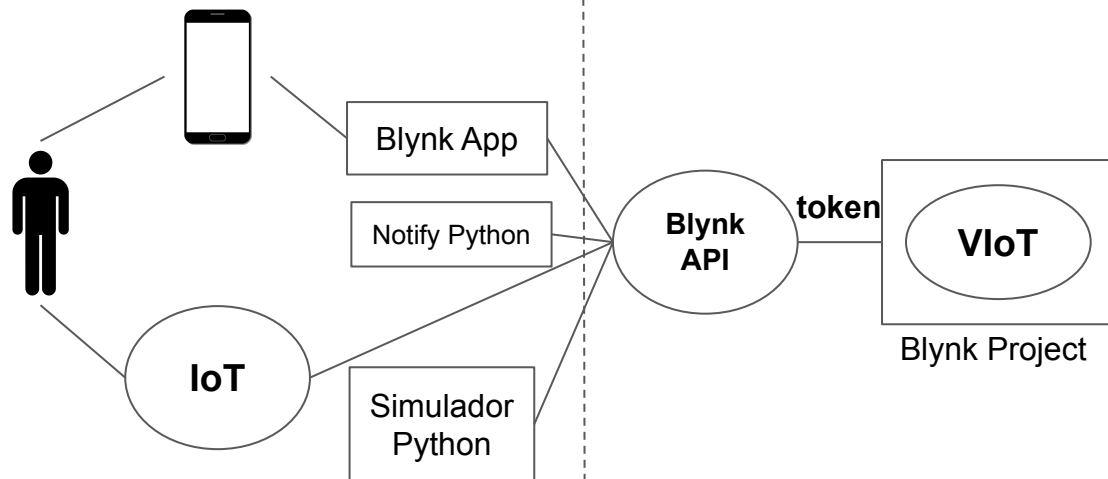 Blynk App
Notify Python
IoT
Simulador
Python
Blynk
API
token
VIoT
Blynk Project